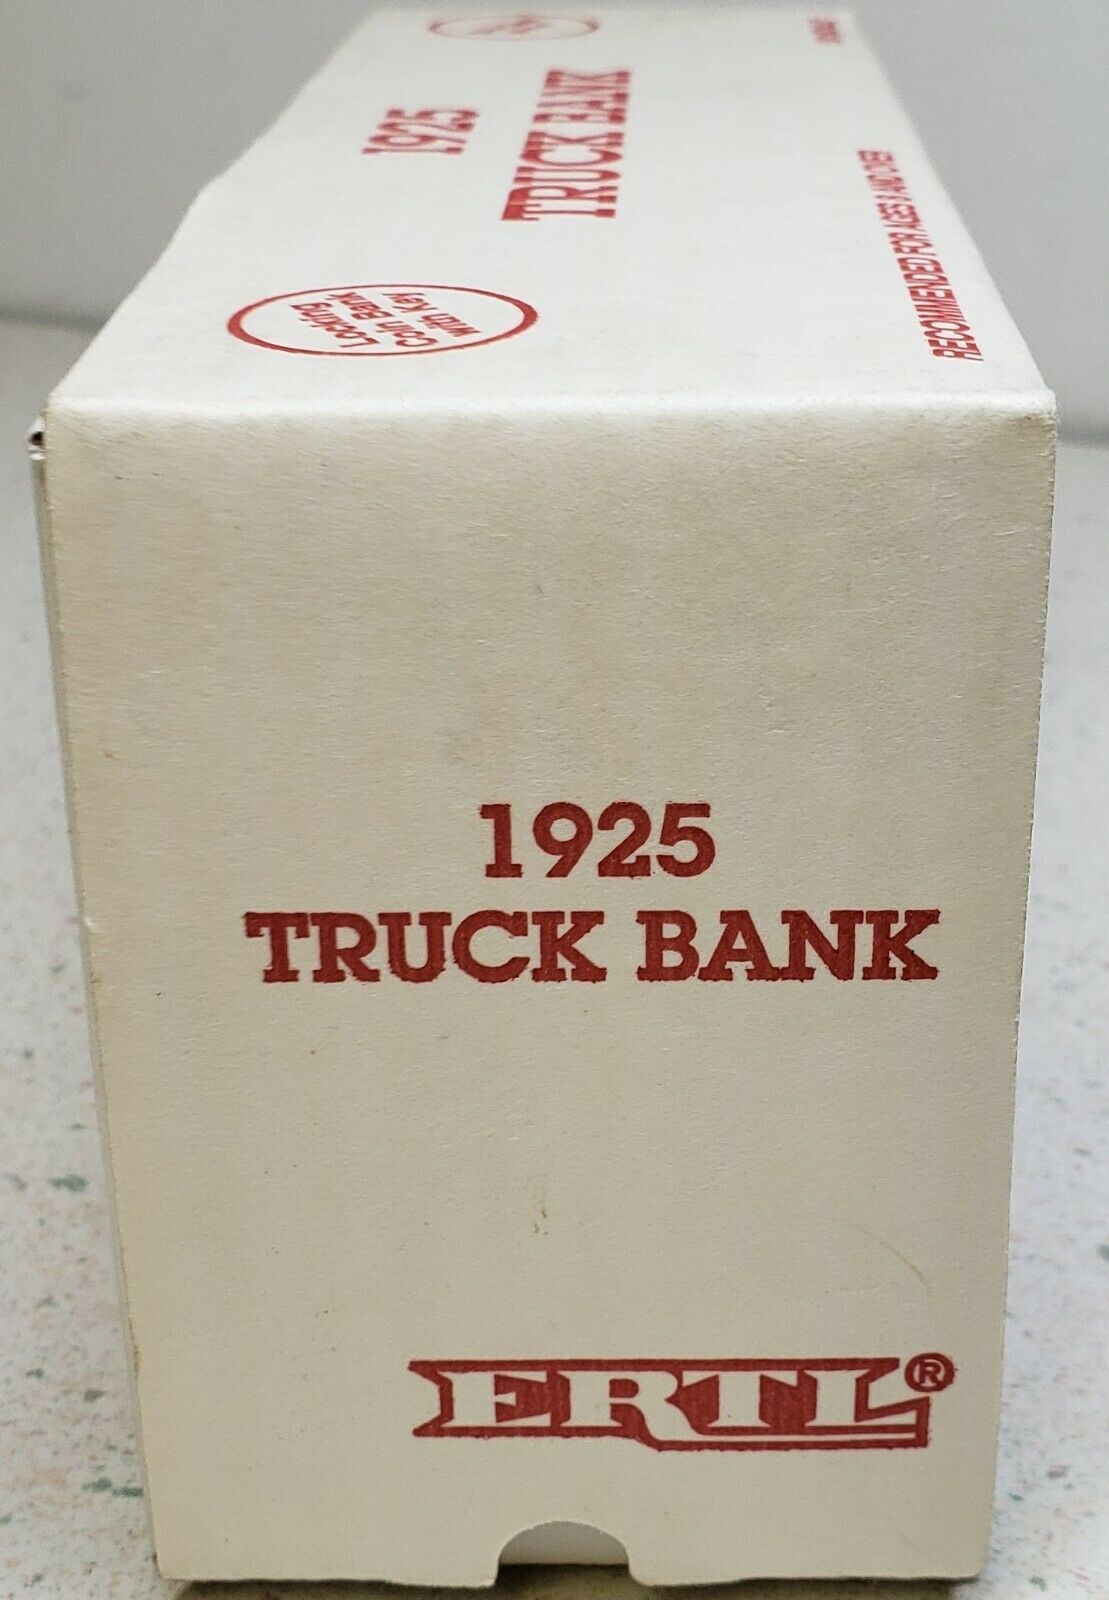 1925
TRUCK BANK
Locking
Coin Bank
with Key
RECOMMENDED FOR AGES 8 AND OVER
1925
TRUCK BANK
ERTL®